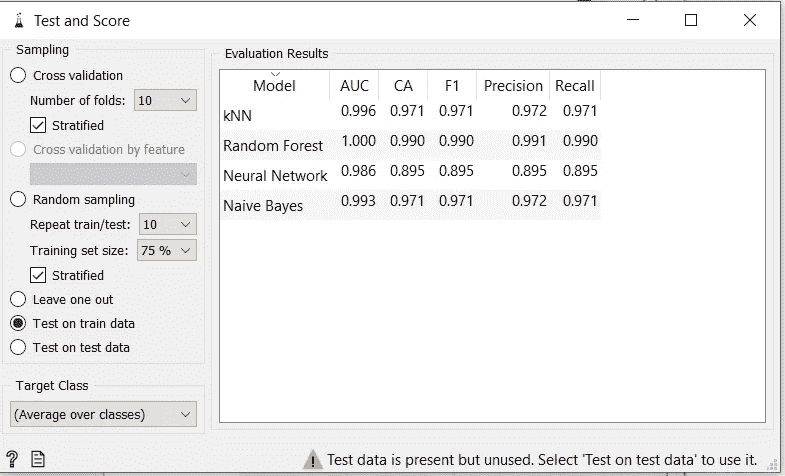 Test and Score
Sampling
Cross validation
Number of folds: 10
Stratified
Cross validation by feature
Random sampling
Repeat train/test: 10
Training set size: 75 %
Stratified
Leave one out
Test on train data
Test on test data
Target Class
(Average over classes)
Evaluation Results
Model AUC CA F1 Precision Recall
kNN 0.996 0.971 0.971 0.972 0.971
Random Forest 1.000 0.990 0.990 0.991 0.990
Neural Network 0.986 0.895 0.895 0.895 0.895
Naive Bayes 0.993 0.971 0.971 0.972 0.971
? Test data is present but unused. Select 'Test on test data' to use it.